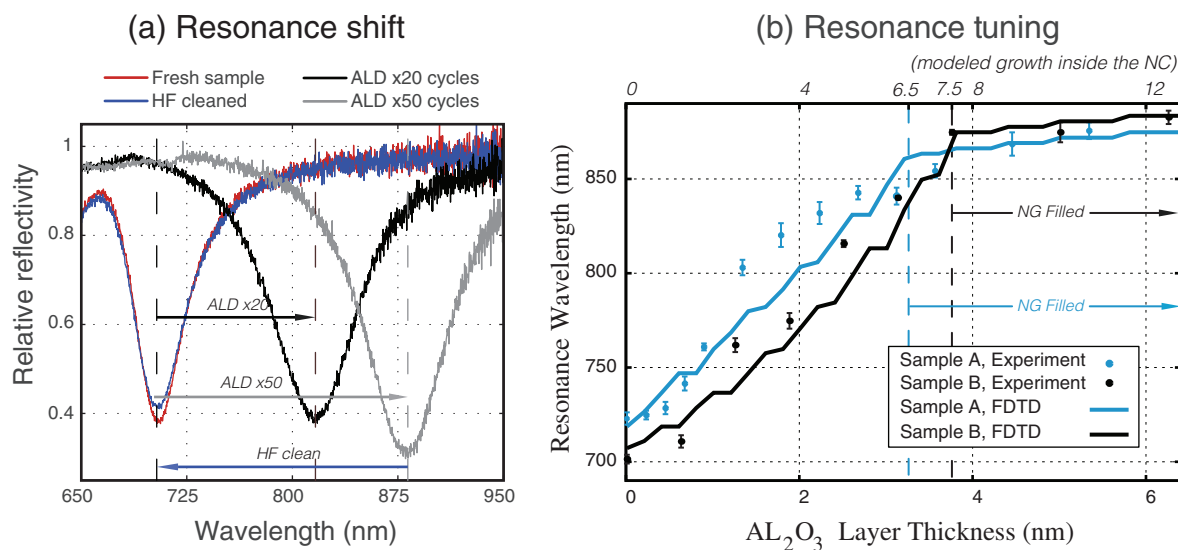 (a) Resonance shift
Fresh sample
HF cleaned
ALD x20 cycles
ALD x50 cycles
Relative reflectivity
1
0.8
0.6
0.4
ALD x20
ALD x50
HF clean
650 725 800 875 950
Wavelength (nm)
(b) Resonance tuning
(modeled growth inside the NC)
0 4 6.5 7.5 8 12
Resonance Wavelength (nm)
850
800
750
700
NG Filled
NG Filled
Sample A, Experiment
Sample B, Experiment
Sample A, FDTD
Sample B, FDTD
0 2 4 6
AL₂O₃ Layer Thickness (nm)